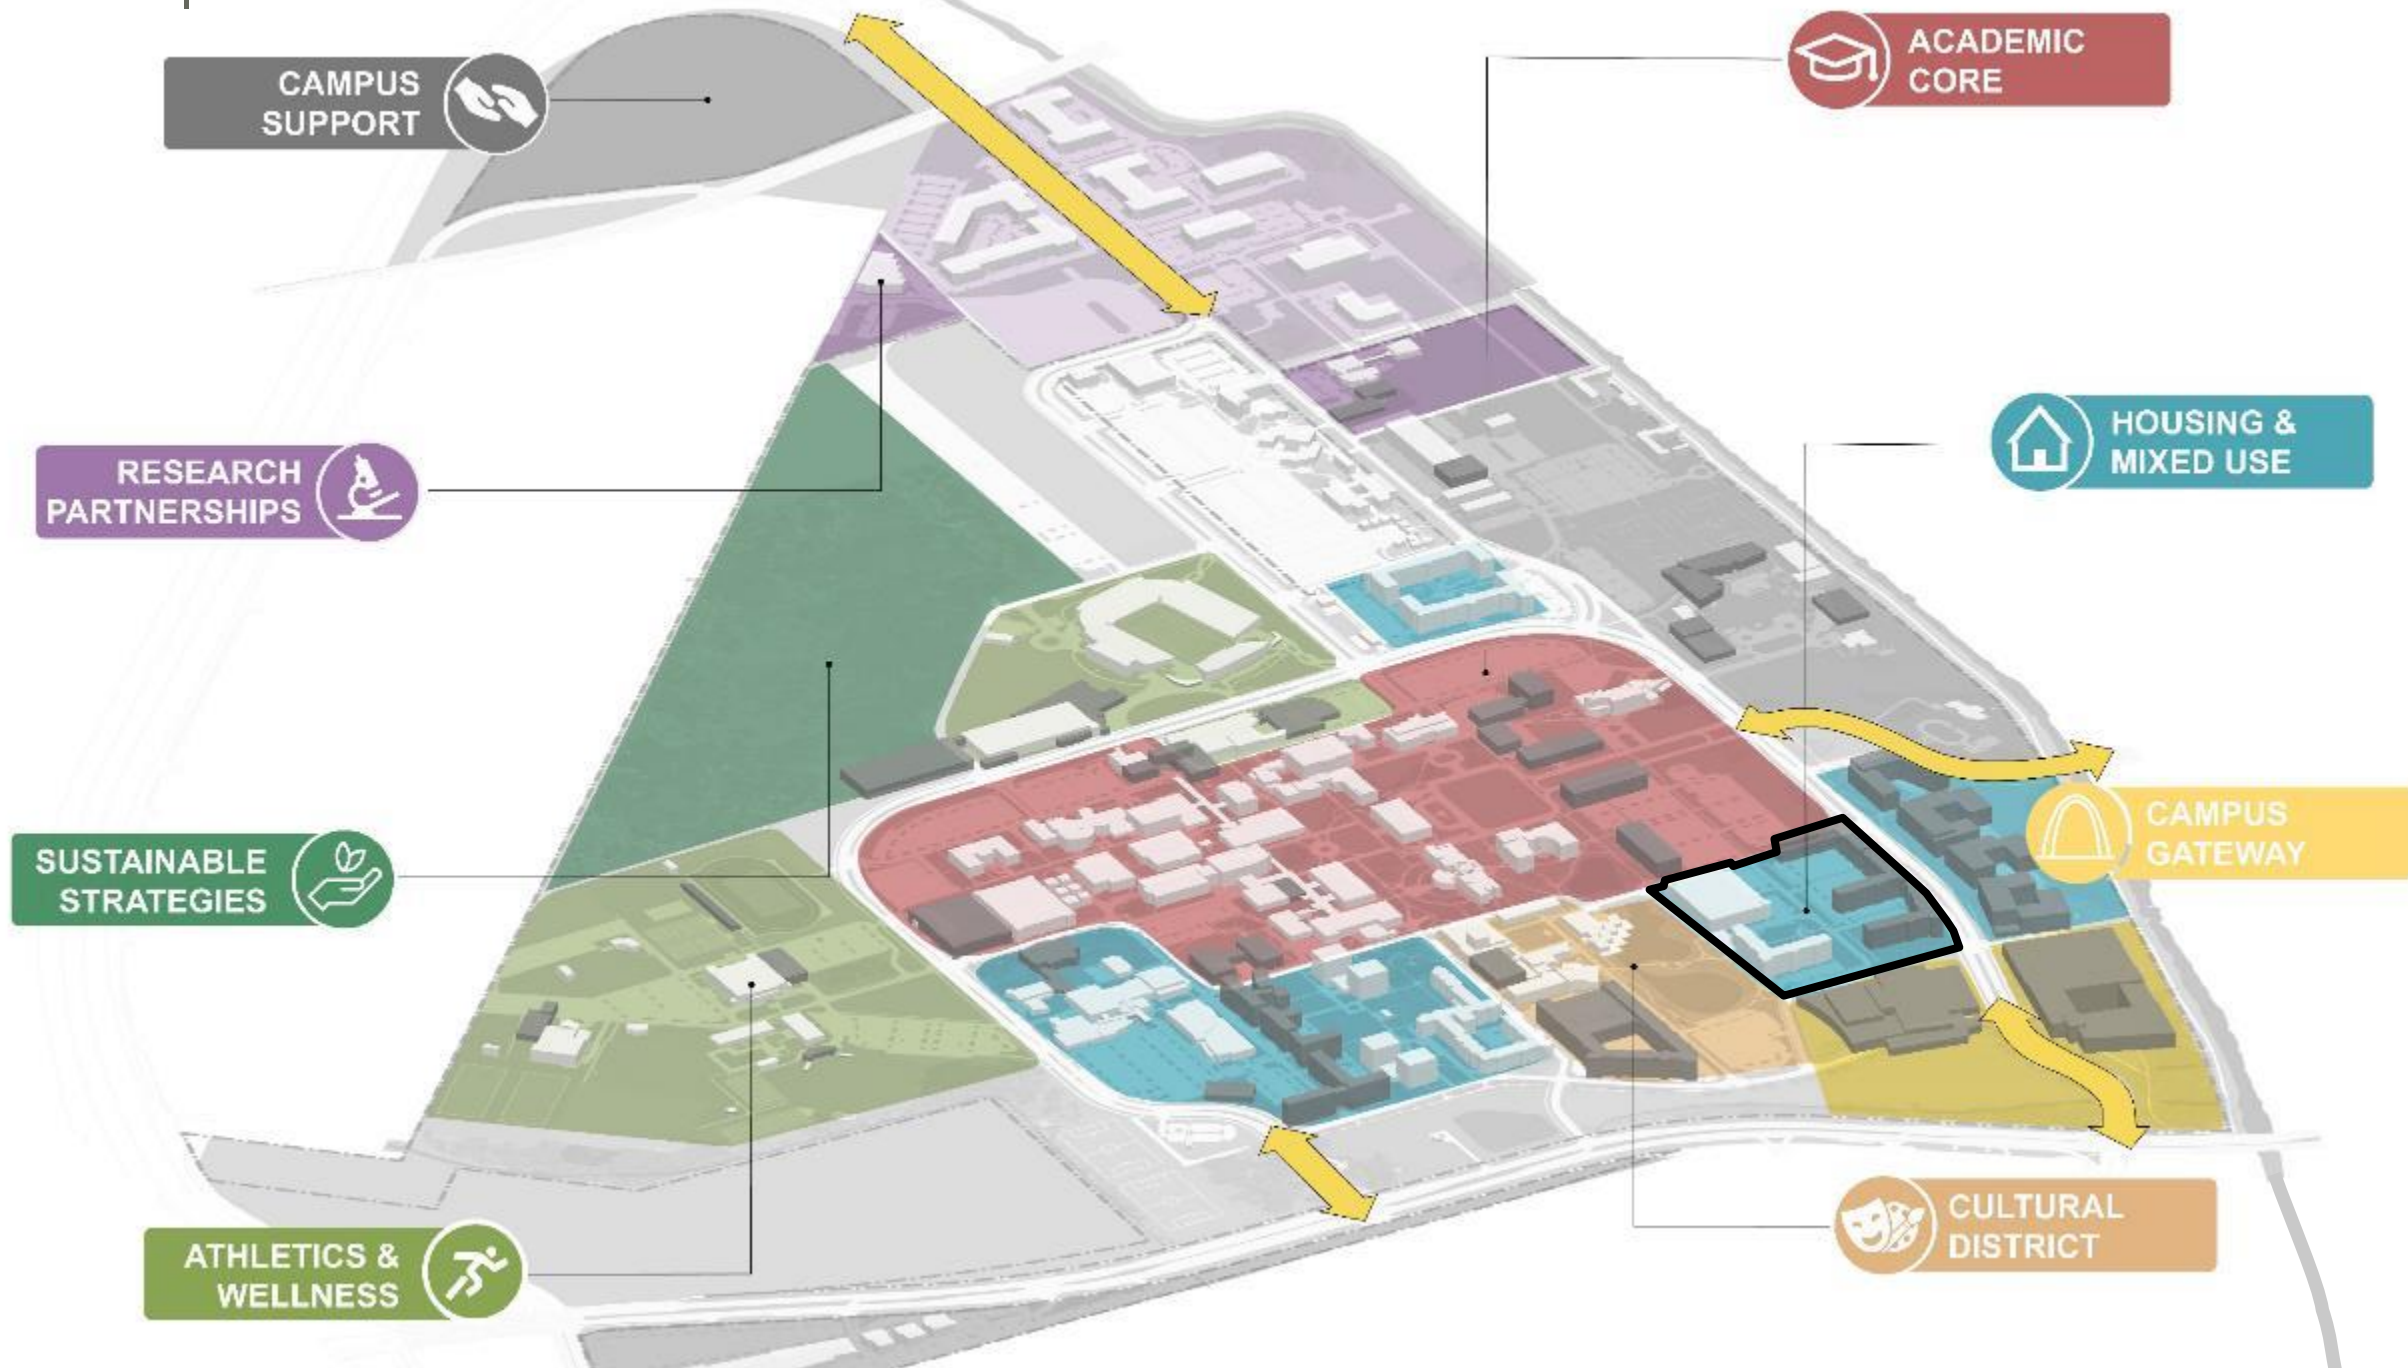 CAMPUS
SUPPORT
ACADEMIC
CORE
HOUSING &
MIXED USE
RESEARCH
PARTNERSHIPS
CAMPUS
GATEWAY
SUSTAINABLE
STRATEGIES
CULTURAL
DISTRICT
ATHLETICS &
WELLNESS